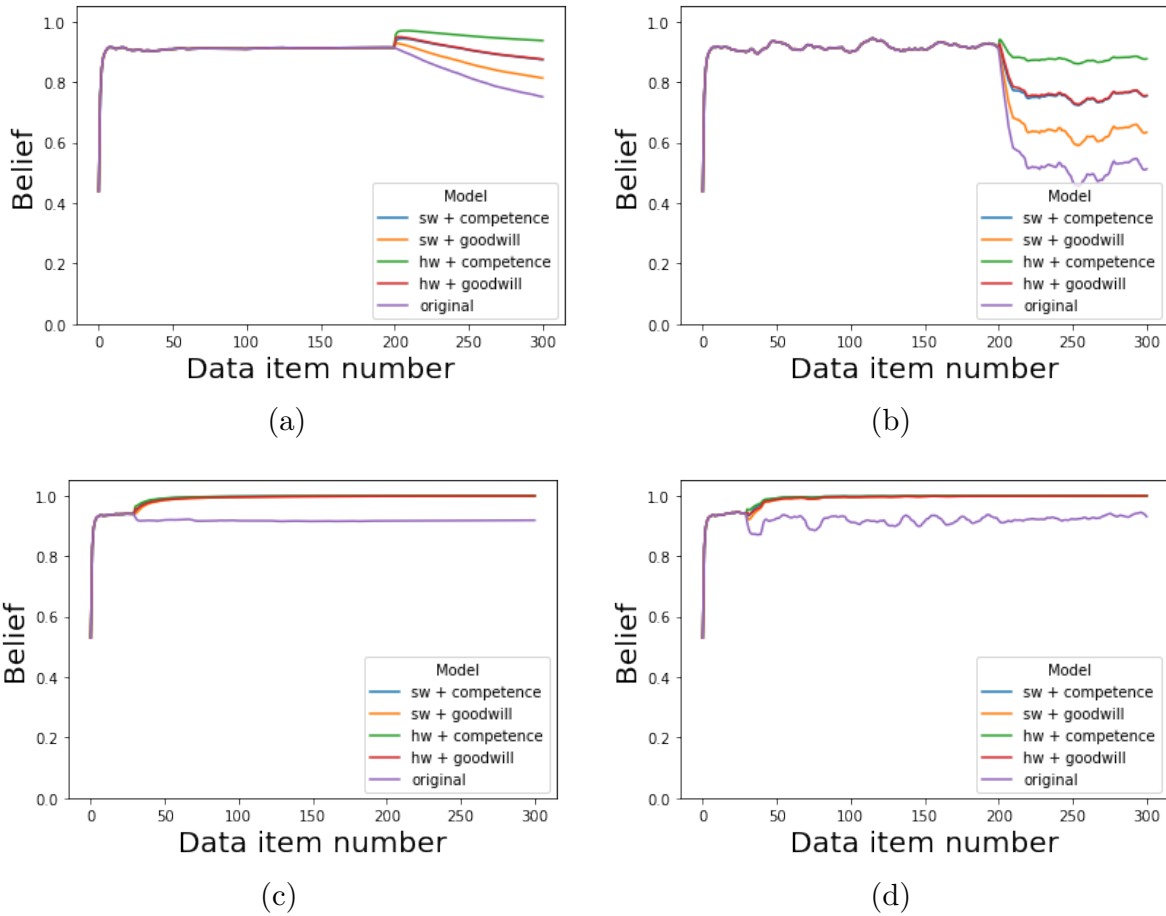 1.0
0.8
0.6
0.4
0.2
0.0
Belief
0
50
100
150
200
250
300
Data item number
Model
sw + competence
sw + goodwill
hw + competence
hw + goodwill
original
(a)
1.0
0.8
0.6
0.4
0.2
0.0
Belief
0
50
100
150
200
250
300
Data item number
Model
sw + competence
sw + goodwill
hw + competence
hw + goodwill
original
(b)
1.0
0.8
0.6
0.4
0.2
0.0
Belief
0
50
100
150
200
250
300
Data item number
Model
sw + competence
sw + goodwill
hw + competence
hw + goodwill
original
(c)
1.0
0.8
0.6
0.4
0.2
0.0
Belief
0
50
100
150
200
250
300
Data item number
Model
sw + competence
sw + goodwill
hw + competence
hw + goodwill
original
(d)